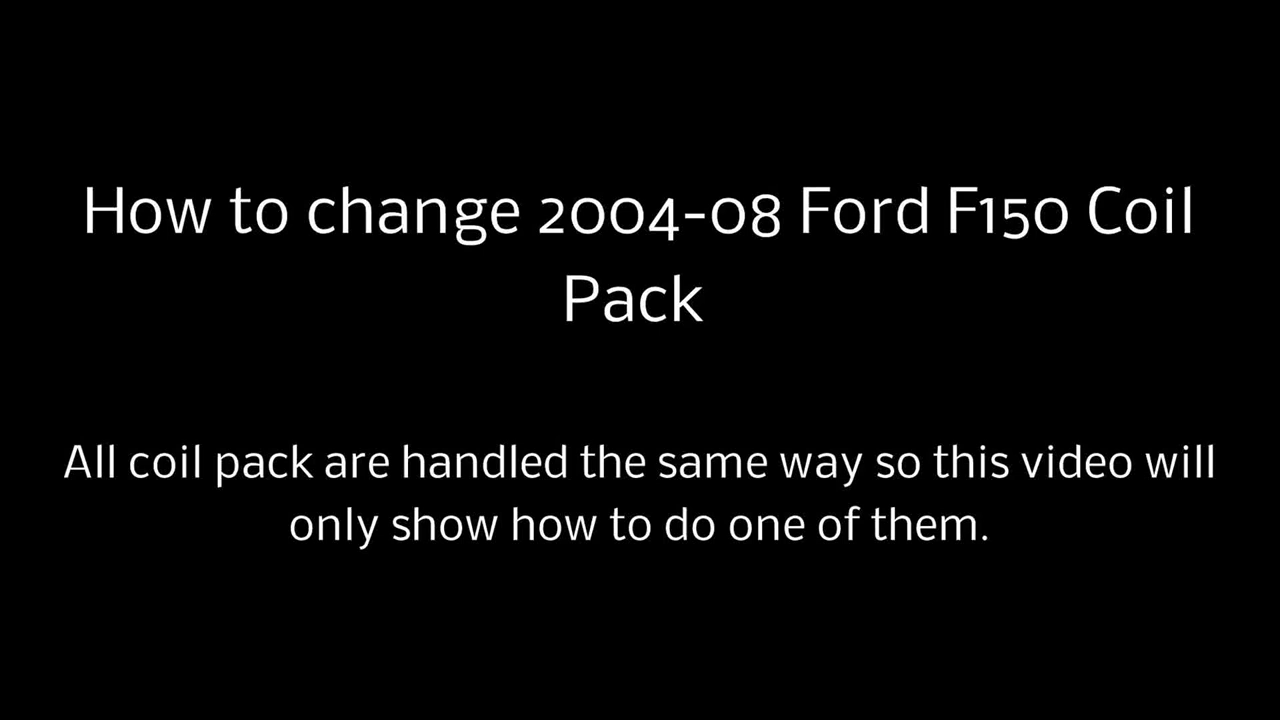 How to change 2004-08 Ford F150 Coil
Pack
All coil pack are handled the same way so this video will
only show how to do one of them.